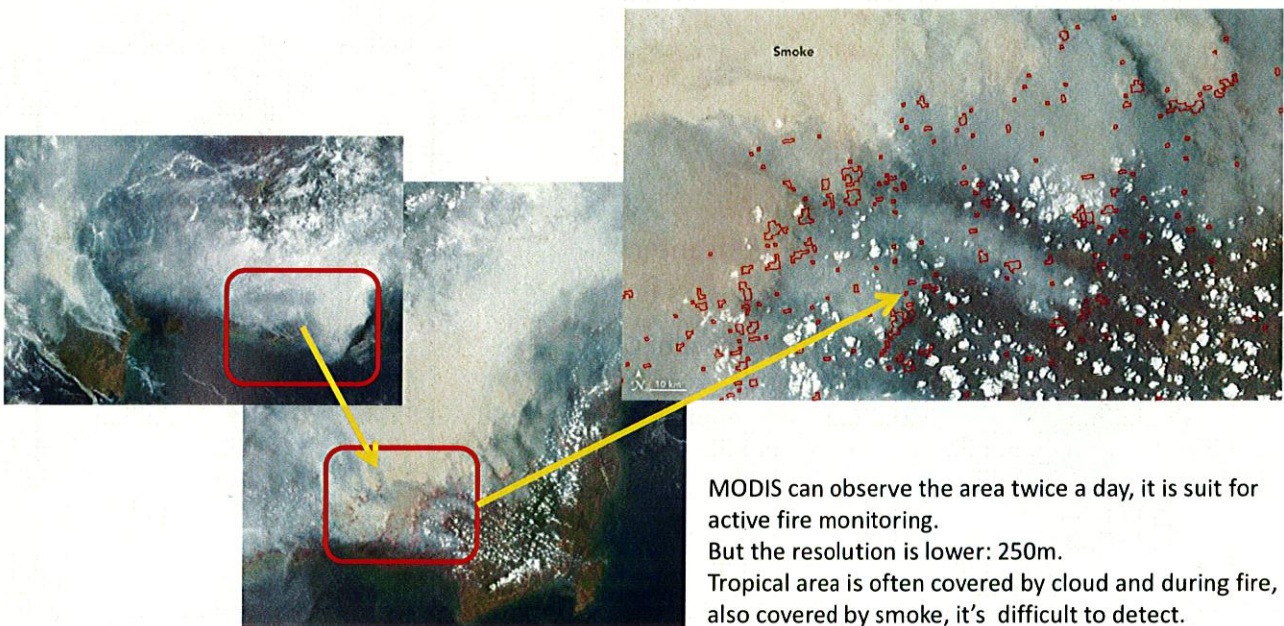 Smoke
N
10 km
MODIS can observe the area twice a day, it is suit for
active fire monitoring.
But the resolution is lower: 250m.
Tropical area is often covered by cloud and during fire,
also covered by smoke, it's difficult to detect.